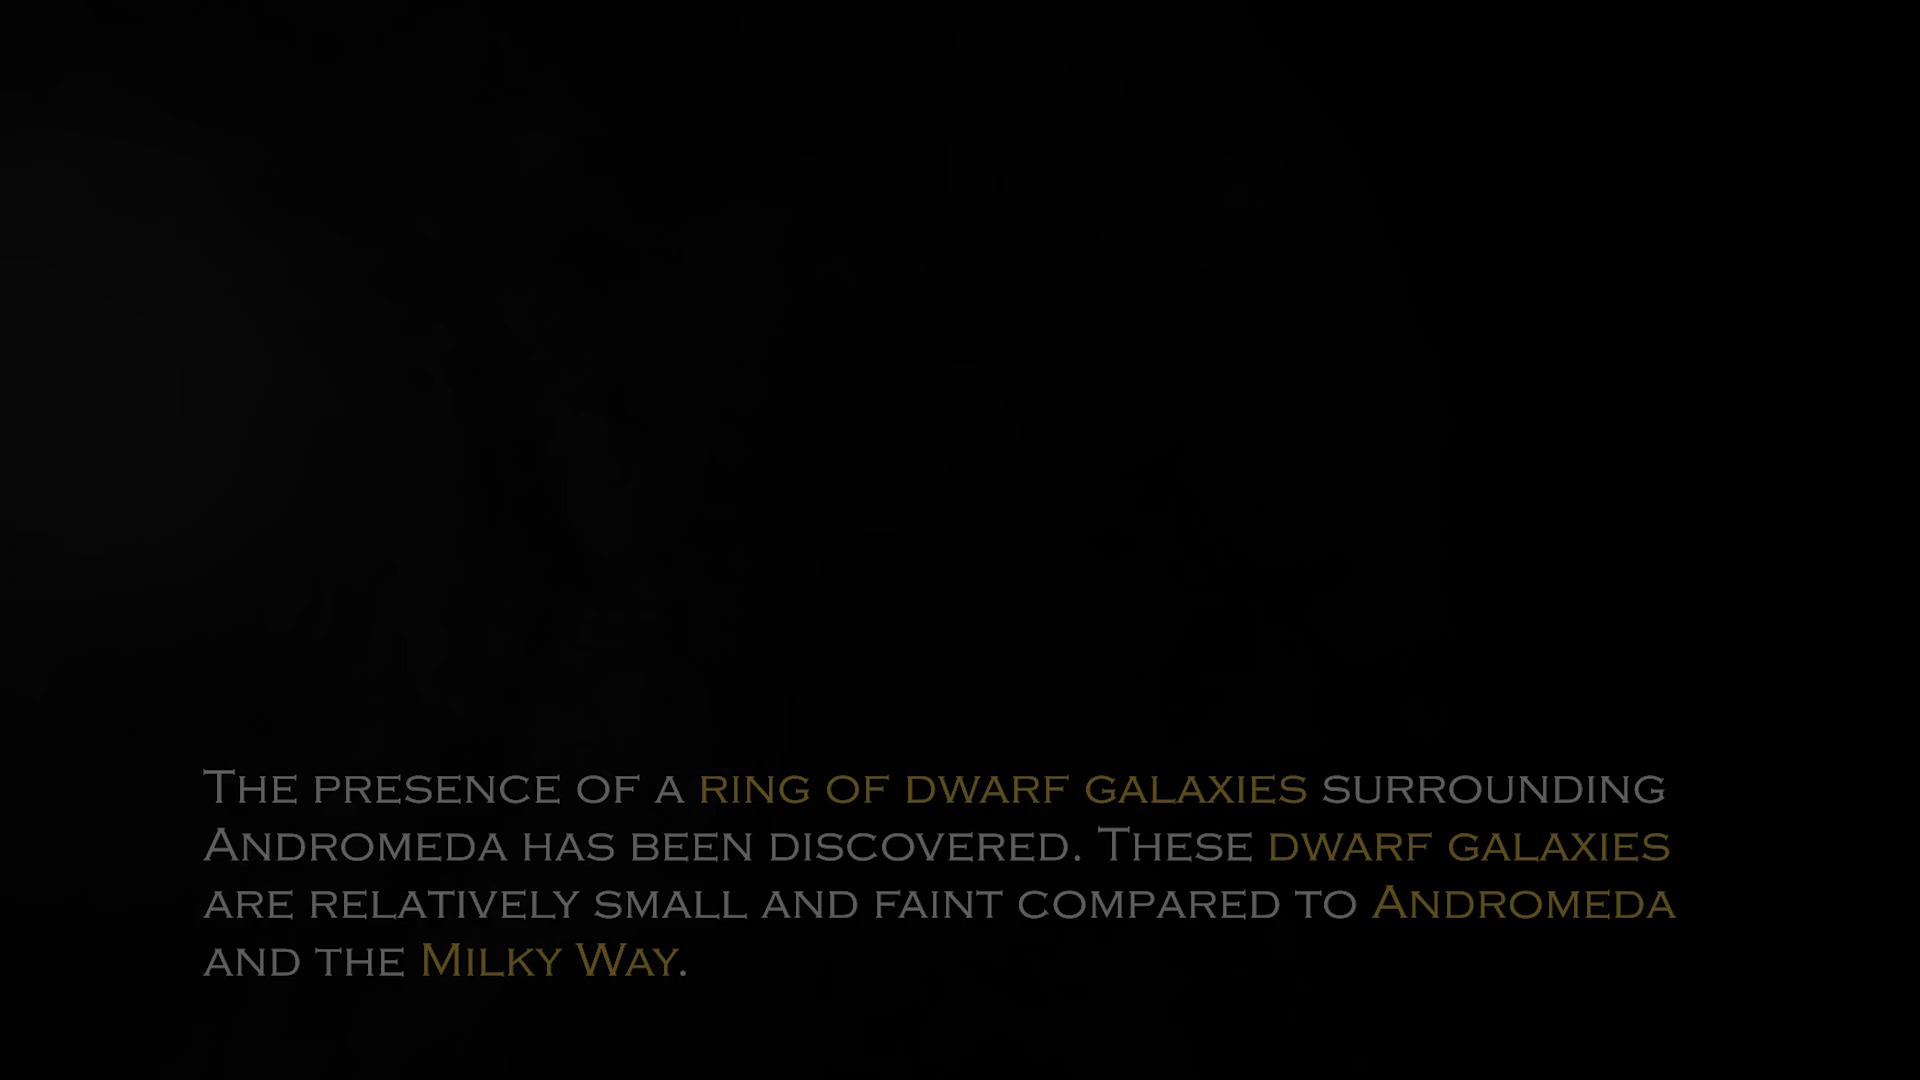 The presence of a ring of dwarf galaxies surrounding
Andromeda has been discovered. These dwarf galaxies
are relatively small and faint compared to Andromeda
and the Milky Way.